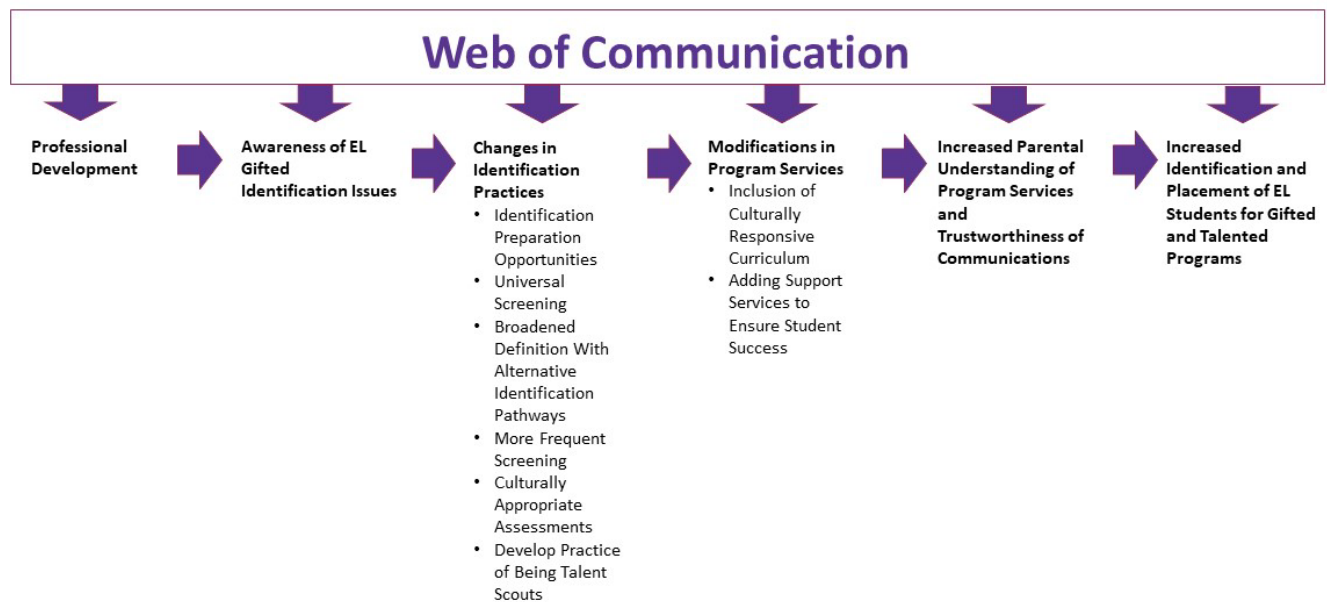 Web of Communication
Professional
Development
Awareness of EL
Gifted
Identification Issues
Changes in
Identification
Practices
• Identification
Preparation
Opportunities
• Universal
Screening
• Broadened
Definition With
Alternative
Identification
Pathways
• More Frequent
Screening
• Culturally
Appropriate
Assessments
• Develop Practice
of Being Talent
Scouts
Modifications in
Program Services
• Inclusion of
Culturally
Responsive
Curriculum
• Adding Support
Services to
Ensure Student
Success
Increased Parental
Understanding of
Program Services
and
Trustworthiness of
Communications
Increased
Identification and
Placement of EL
Students for Gifted
and Talented
Programs